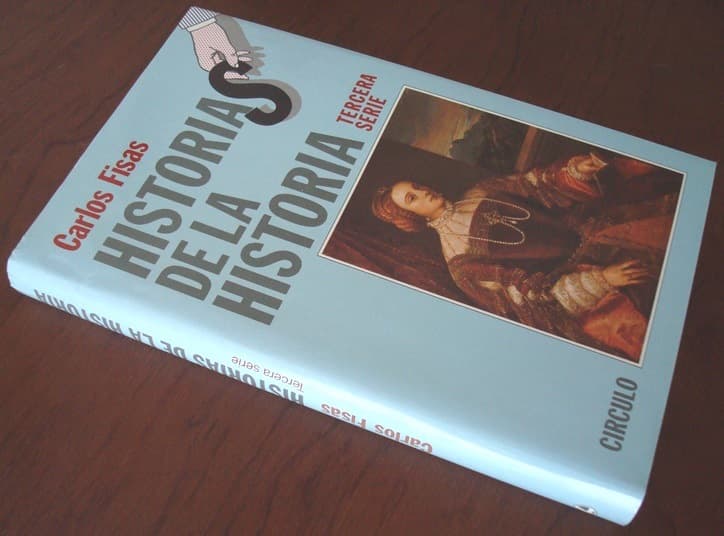 Carlos Fisas
HISTORIAS
DE LA
HISTORIA
TERCERA
SERIE
CIRCULO
Carlos Fisas
HISTORIAS DE LA HISTORIA
Tercera serie